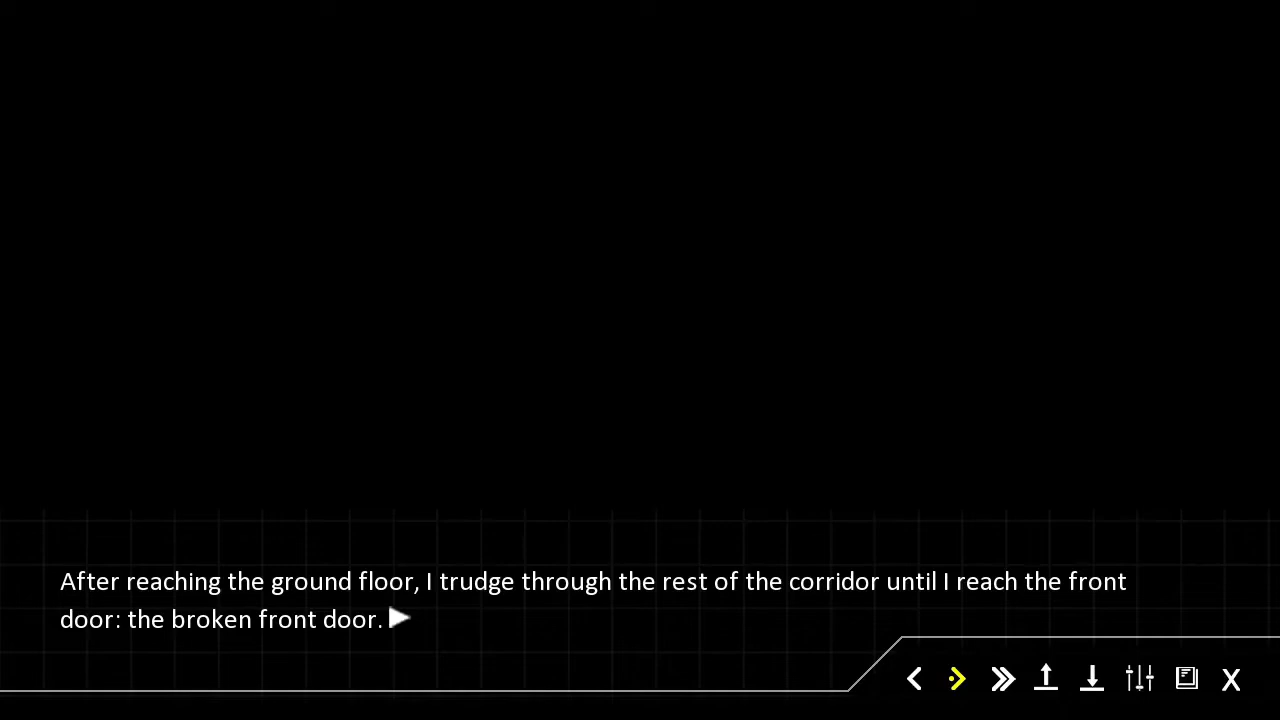 After reaching the ground floor, I trudge through the rest of the corridor until I reach the front
door: the broken front door.